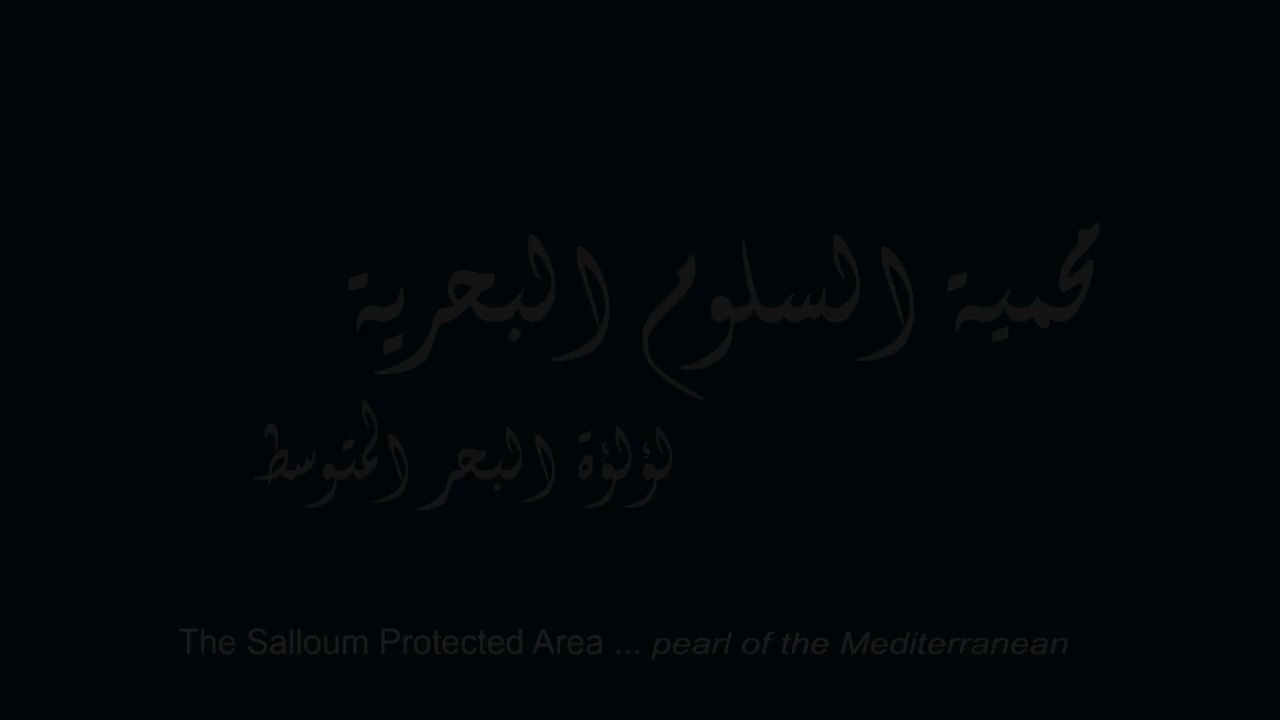 محمية السلوم البحرية
لؤلؤة البحر المتوسط
The Salloum Protected Area ... pearl of the Mediterranean